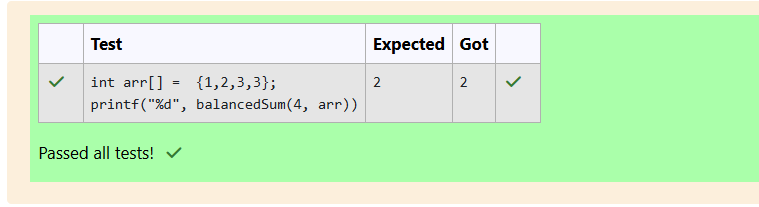 Test Expected Got
int arr[] =  {1,2,3,3}; 2 2
printf("%d", balancedSum(4, arr))
Passed all tests!